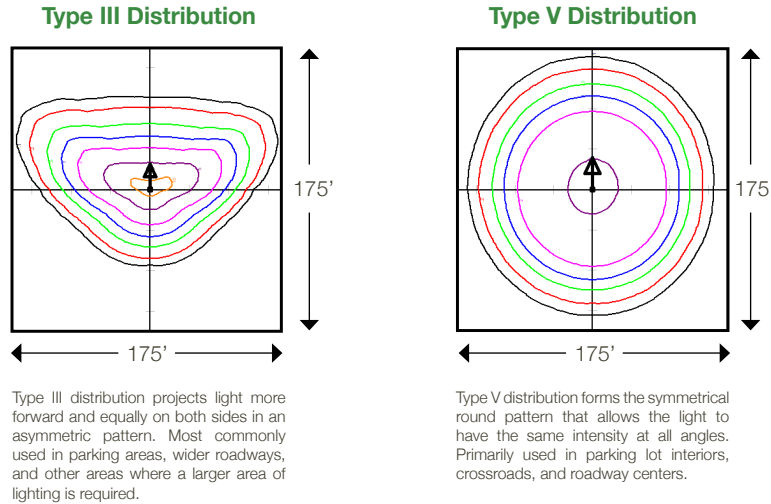 Type III Distribution
175’
175’
Type III distribution projects light more
forward and equally on both sides in an
asymmetric pattern. Most commonly
used in parking areas, wider roadways,
and other areas where a larger area of
lighting is required.
Type V Distribution
175
175’
Type V distribution forms the symmetrical
round pattern that allows the light to
have the same intensity at all angles.
Primarily used in parking lot interiors,
crossroads, and roadway centers.